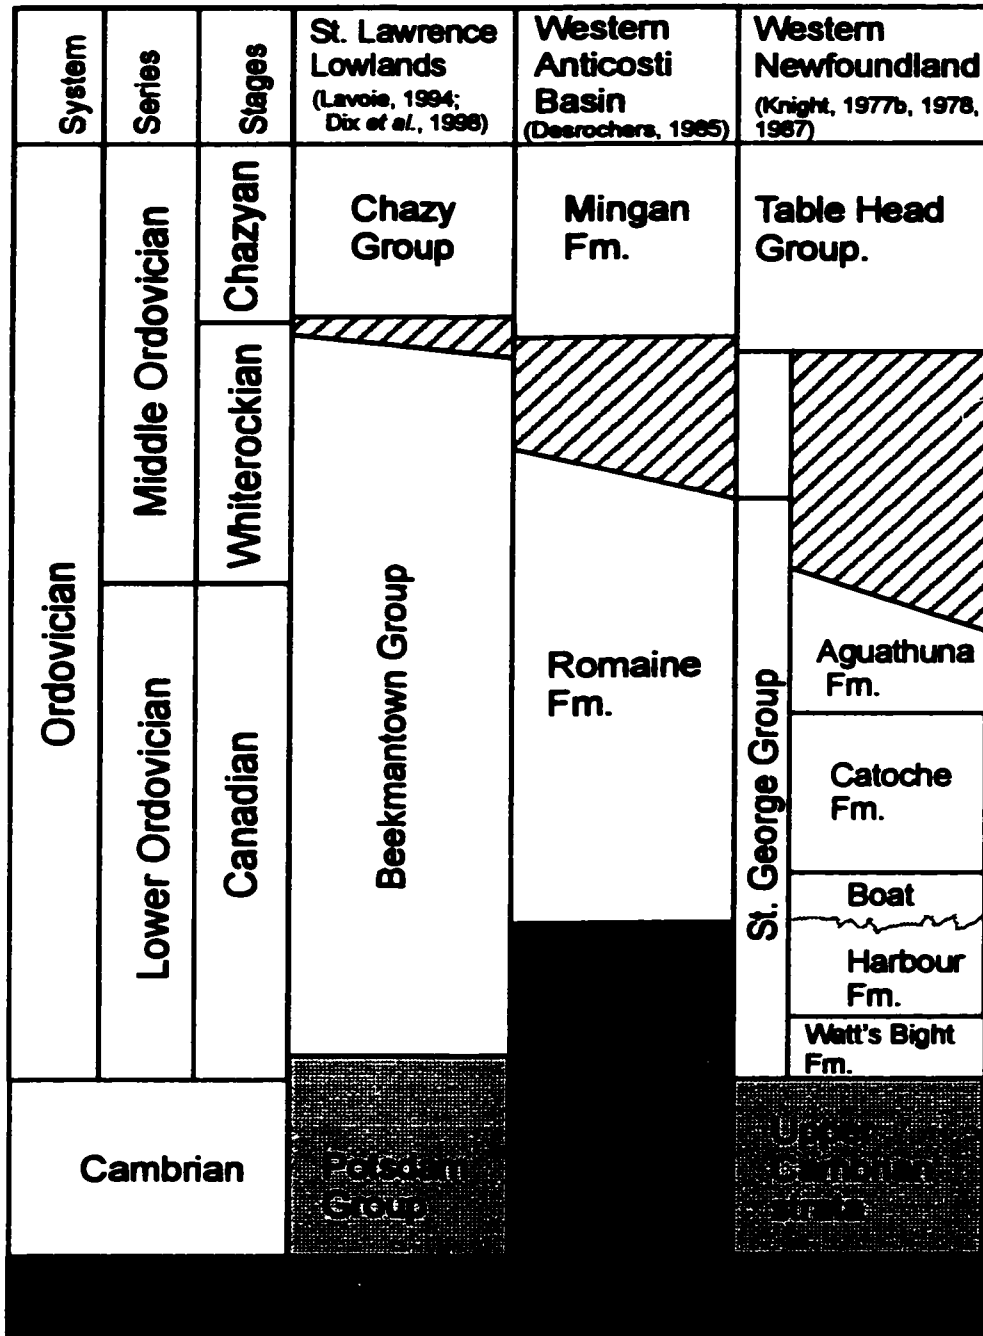 System
Series
Stages
St. Lawrence
Lowlands
(Lavoie, 1994;
Dix et al., 1998)
Western
Anticosti
Basin
(Desrochers, 1985)
Western
Newfoundland
(Knight, 1977b, 1978,
1987)
Ordovician
Middle Ordovician
Lower Ordovician
Chazyan
Whiterockian
Canadian
Chazy
Group
Beekmantown Group
Mingan
Fm.
Romaine
Fm.
Table Head
Group.
St. George Group
Aguathuna
Fm.
Catoche
Fm.
Boat
Harbour
Fm.
Watt's Bight
Fm.
Cambrian
Potsdam
Group
Upper
Cambrian
strata